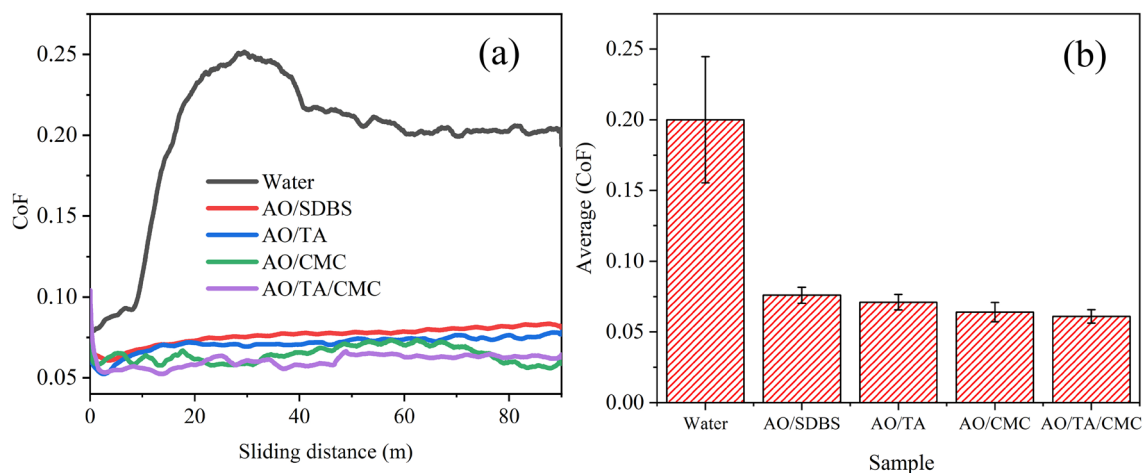 (a)
CoF
0.25
0.20
0.15
0.10
0.05
Water
AO/SDBS
AO/TA
AO/CMC
AO/TA/CMC
0 20 40 60 80
Sliding distance (m)
(b)
Average (CoF)
0.25
0.20
0.15
0.10
0.05
0.00
Water AO/SDBS AO/TA AO/CMC AO/TA/CMC
Sample